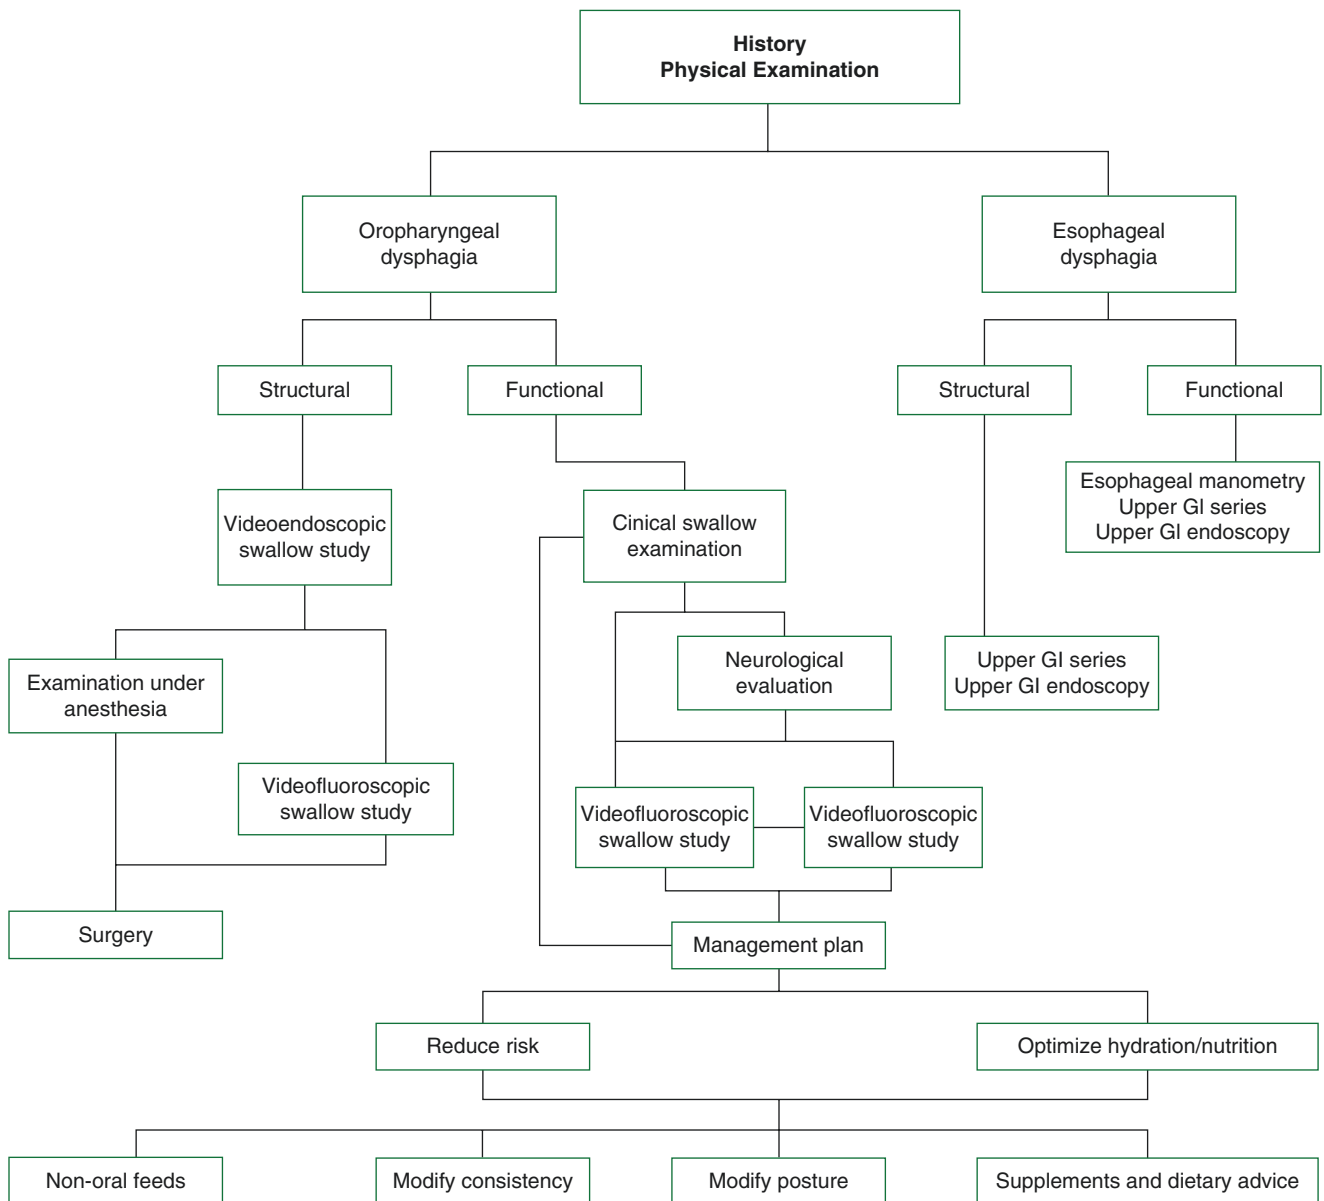 History
Physical Examination
Oropharyngeal
dysphagia
Esophageal
dysphagia
Structural
Functional
Structural
Functional
Videoendoscopic
swallow study
Cinical swallow
examination
Esophageal manometry
Upper GI series
Upper GI endoscopy
Examination under
anesthesia
Neurological
evaluation
Upper GI series
Upper GI endoscopy
Videofluoroscopic
swallow study
Videofluoroscopic
swallow study
Videofluoroscopic
swallow study
Surgery
Management plan
Reduce risk
Optimize hydration/nutrition
Non-oral feeds
Modify consistency
Modify posture
Supplements and dietary advice